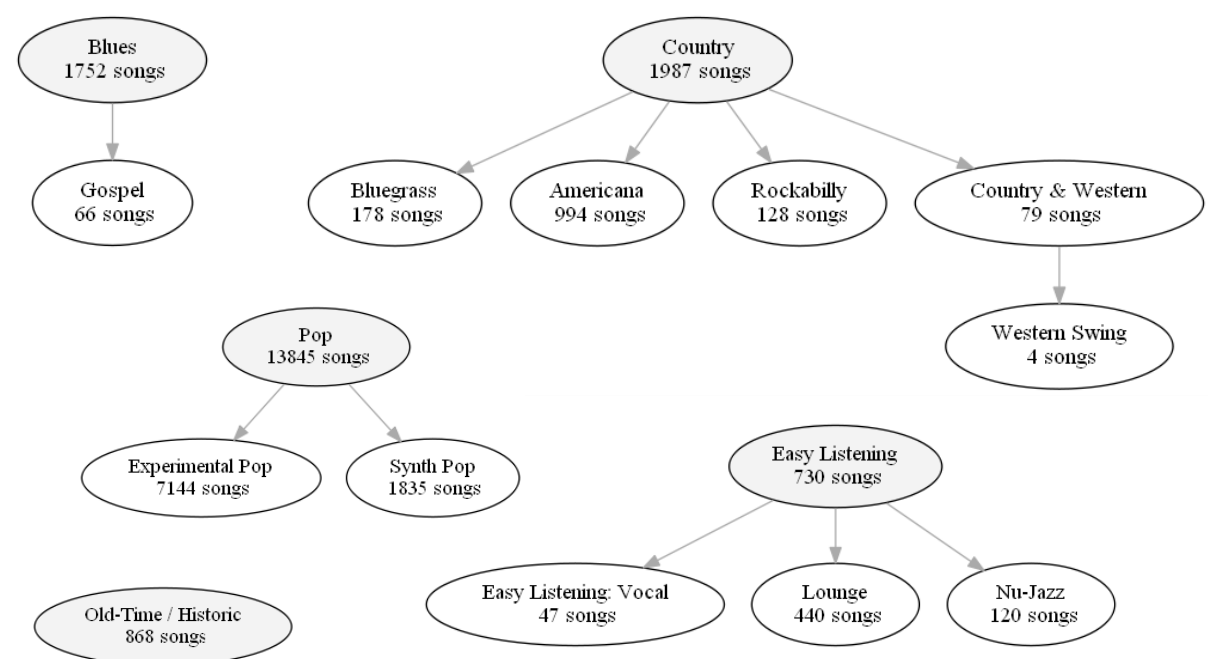 Blues
1752 songs
Country
1987 songs
Gospel
66 songs
Bluegrass
178 songs
Americana
994 songs
Rockabilly
128 songs
Country & Western
79 songs
Western Swing
4 songs
Pop
13845 songs
Experimental Pop
7144 songs
Synth Pop
1835 songs
Easy Listening
730 songs
Easy Listening: Vocal
47 songs
Lounge
440 songs
Nu-Jazz
120 songs
Old-Time / Historic
868 songs